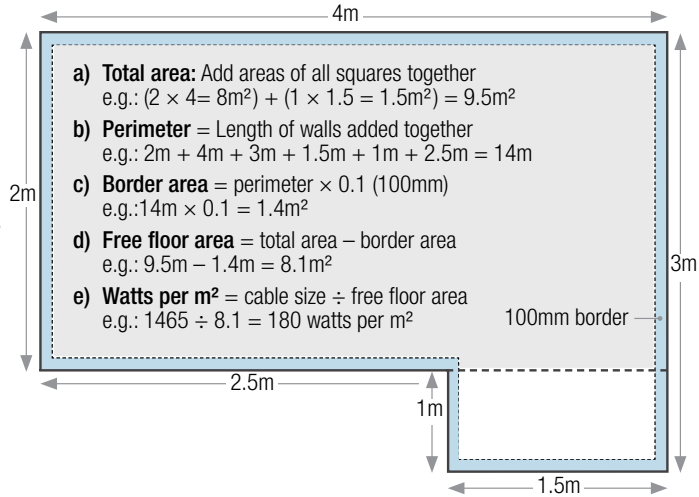 4m
a) Total area: Add areas of all squares together
e.g.: (2 × 4= 8m²) + (1 × 1.5 = 1.5m²) = 9.5m²
b) Perimeter = Length of walls added together
e.g.: 2m + 4m + 3m + 1.5m + 1m + 2.5m = 14m
c) Border area = perimeter × 0.1 (100mm)
e.g.:14m × 0.1 = 1.4m²
2m
d) Free floor area = total area – border area
e.g.: 9.5m – 1.4m = 8.1m²
3m
e) Watts per m² = cable size ÷ free floor area
e.g.: 1465 ÷ 8.1 = 180 watts per m²
100mm border
2.5m
1m
1.5m